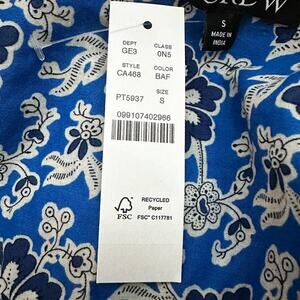 CREW
S
MADE IN
INDIA
DEPT CLASS
GE3 0N5
STYLE COLOR
CA468 BAF
SIZE
PT5937 S
099107402966
FSC
RECYCLED
Paper
FSC® C117781